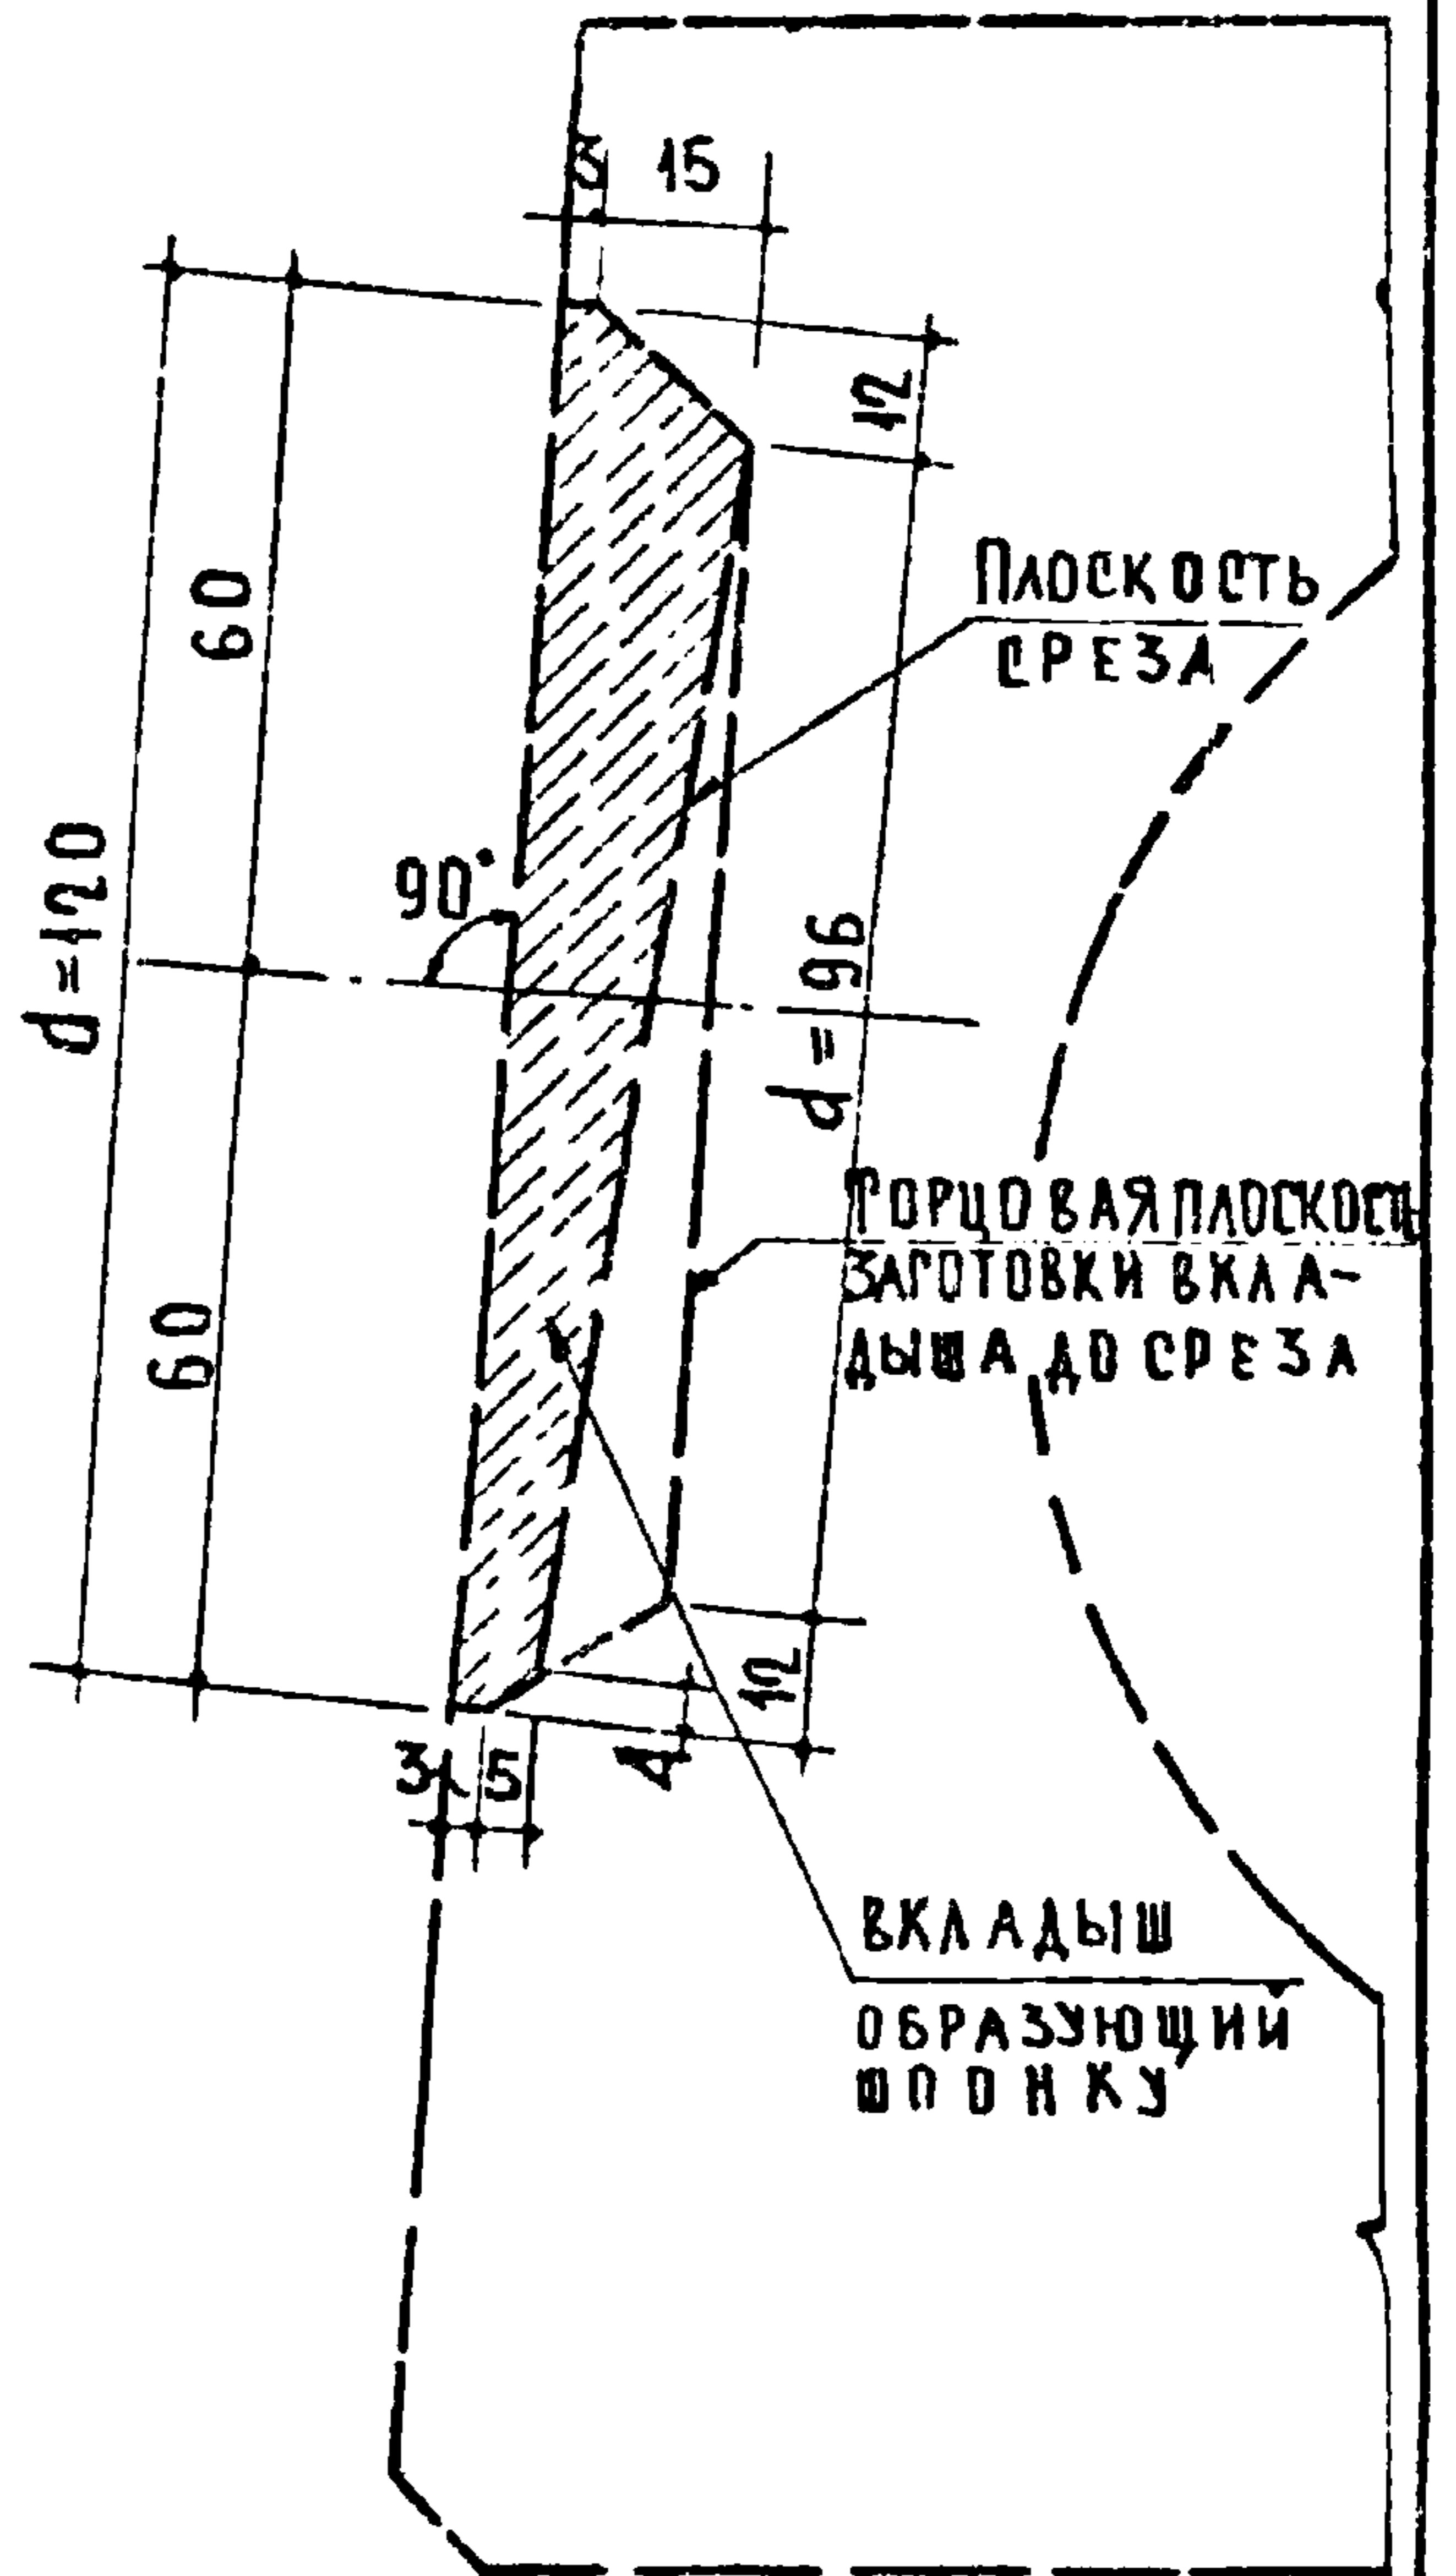 3 15
12
60
ПЛОСКОСТЬ
СРЕЗА
d=120
90°
d=96
ТОРЦОВАЯ ПЛОСКОСТЬ
ЗАГОТОВКИ ВКЛА-
ДЫША ДО СРЕЗА
60
12
4
3 5
ВКЛАДЫШ
ОБРАЗУЮЩИЙ
ШПОНКУ